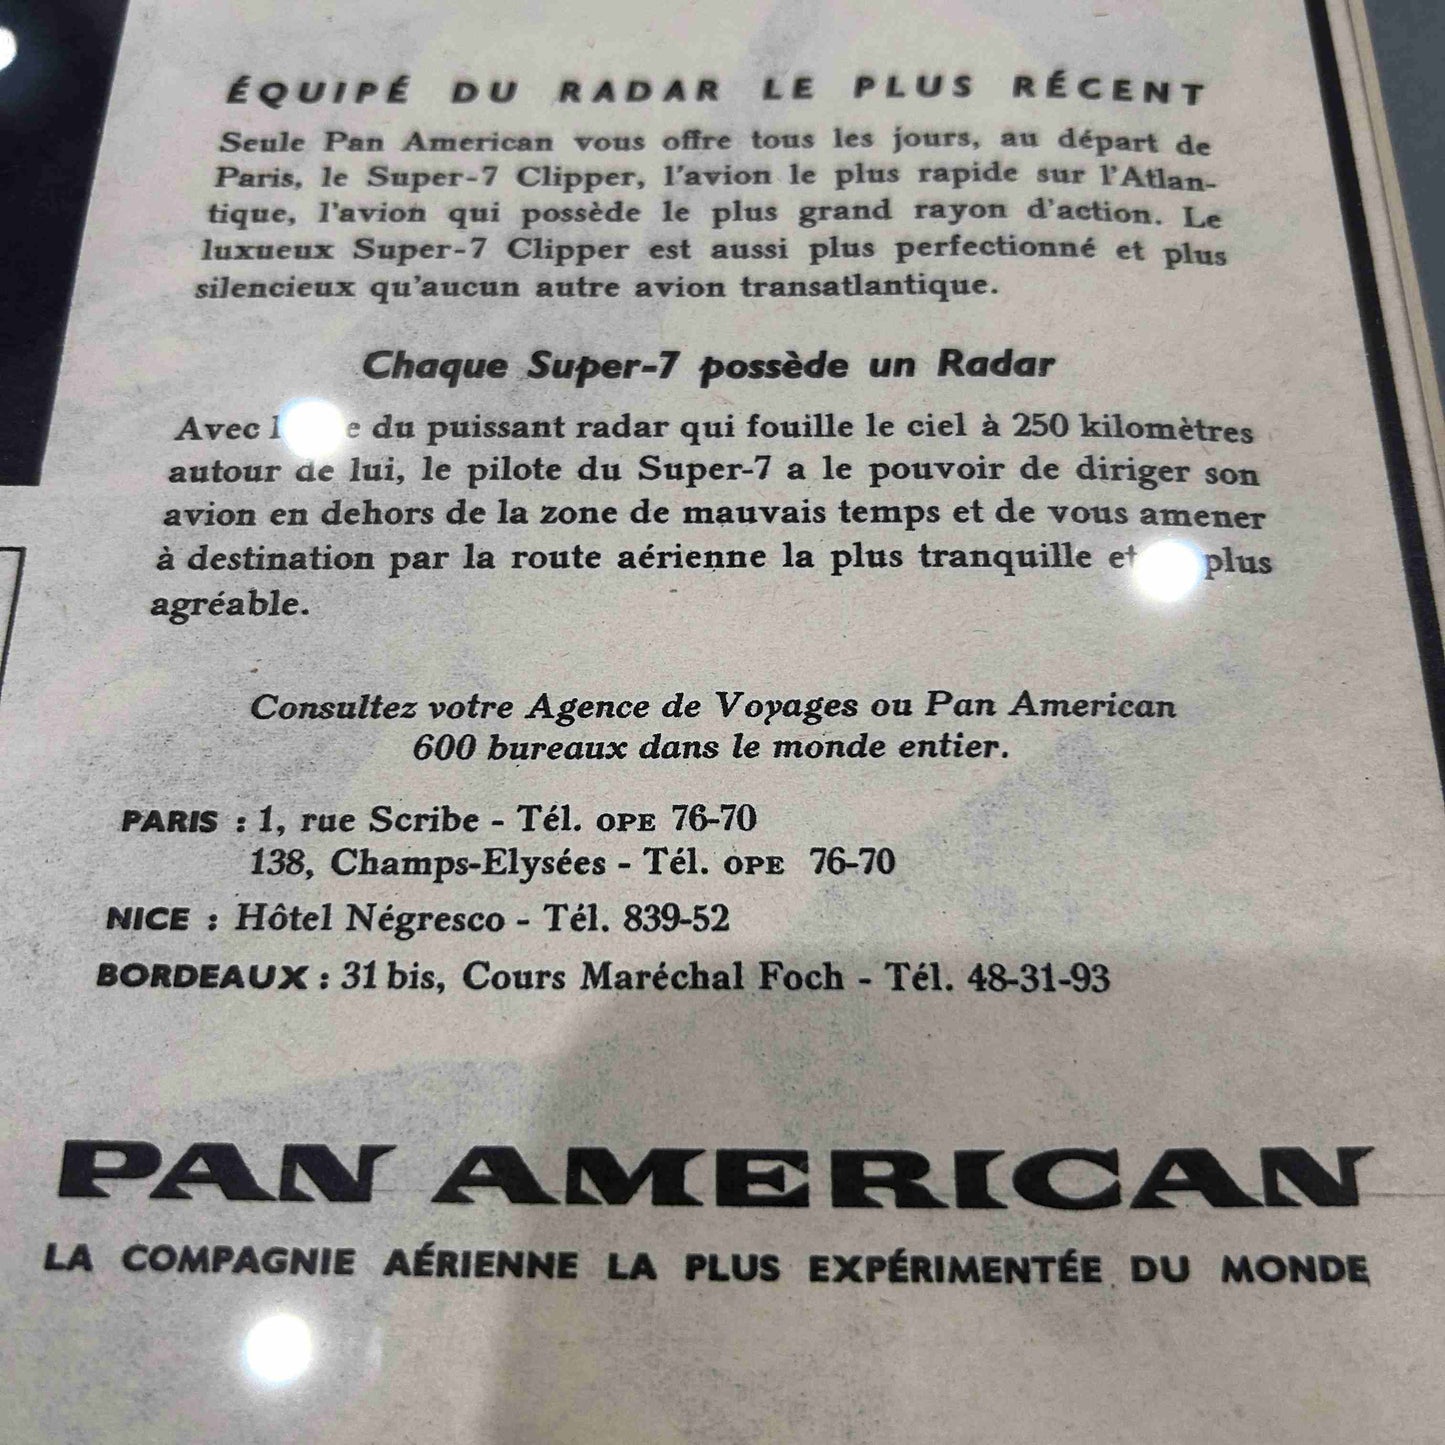 ÉQUIPÉ DU RADAR LE PLUS RÉCENT
Seule Pan American vous offre tous les jours, au départ de
Paris, le Super-7 Clipper, l'avion le plus rapide sur l'Atlan-
tique, l'avion qui possède le plus grand rayon d'action. Le
luxueux Super-7 Clipper est aussi plus perfectionné et plus
silencieux qu'aucun autre avion transatlantique.
Chaque Super-7 possède un Radar
Avec du puissant radar qui fouille le ciel à 250 kilomètres
autour de lui, le pilote du Super-7 a le pouvoir de diriger son
avion en dehors de la zone de mauvais temps et de vous amener
à destination par la route aérienne la plus tranquille et plus
agréable.
Consultez votre Agence de Voyages ou Pan American
600 bureaux dans le monde entier.
PARIS : 1, rue Scribe - Tél. OPE 76-70
138, Champs-Elysées - Tél. OPE 76-70
NICE : Hôtel Négresco - Tél. 839-52
BORDEAUX : 31 bis, Cours Maréchal Foch - Tél. 48-31-93
PAN AMERICAN
LA COMPAGNIE AÉRIENNE LA PLUS EXPÉRIMENTÉE DU MONDE